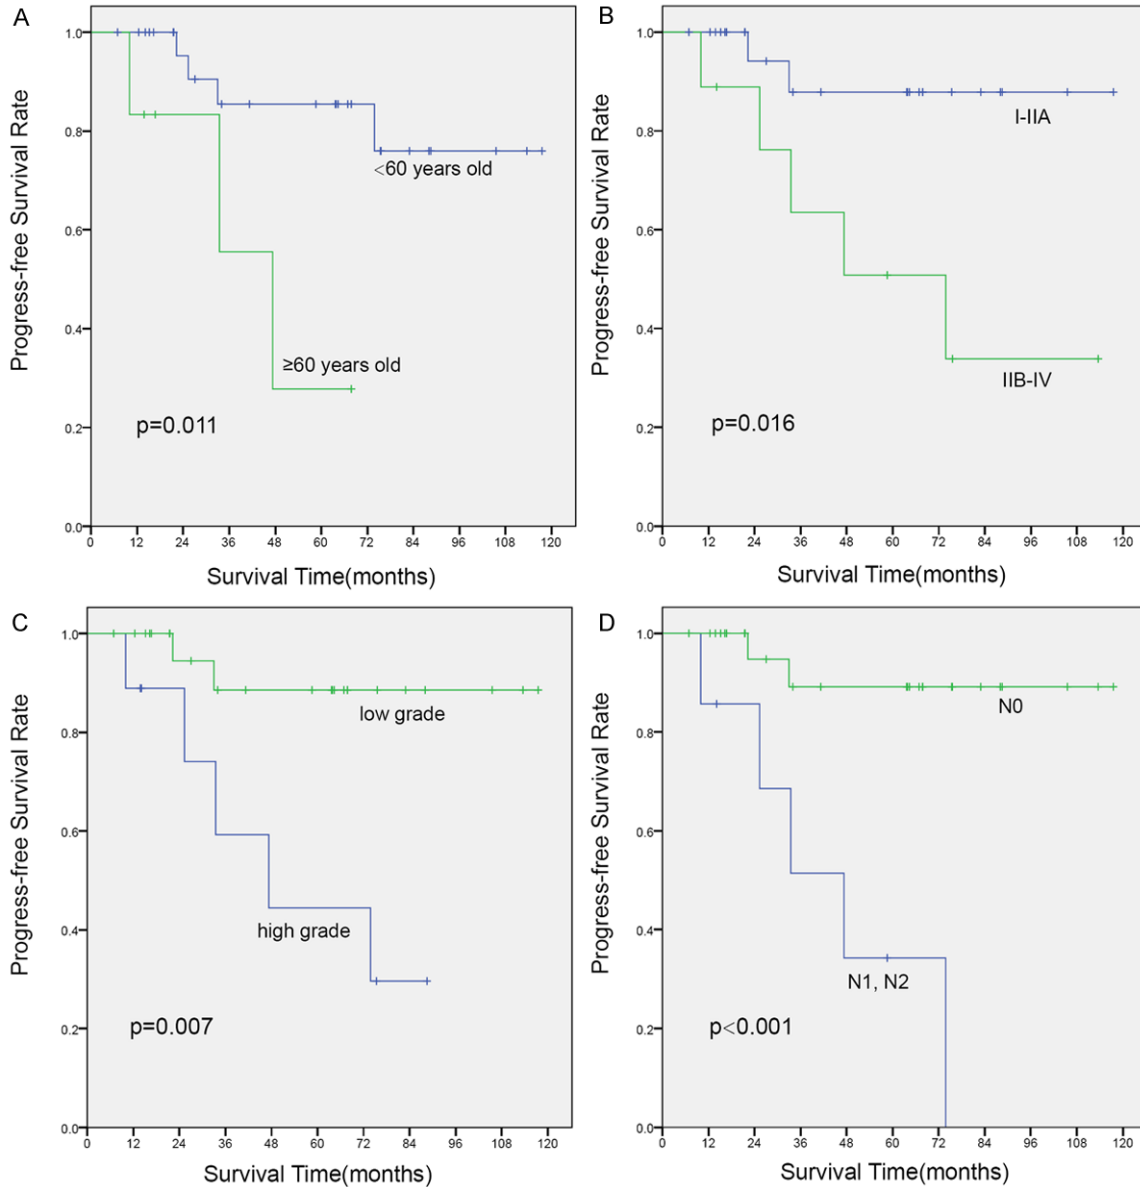 A
Progress-free Survival Rate
1.0
0.8
0.6
0.4
0.2
0.0
<60 years old
≥60 years old
p=0.011
0 12 24 36 48 60 72 84 96 108 120
Survival Time(months)
B
Progress-free Survival Rate
1.0
0.8
0.6
0.4
0.2
0.0
I-IIA
IIB-IV
p=0.016
0 12 24 36 48 60 72 84 96 108 120
Survival Time(months)
C
Progress-free Survival Rate
1.0
0.8
0.6
0.4
0.2
0.0
low grade
high grade
p=0.007
0 12 24 36 48 60 72 84 96 108 120
Survival Time(months)
D
Progress-free Survival Rate
1.0
0.8
0.6
0.4
0.2
0.0
N0
N1, N2
p<0.001
0 12 24 36 48 60 72 84 96 108 120
Survival Time(months)